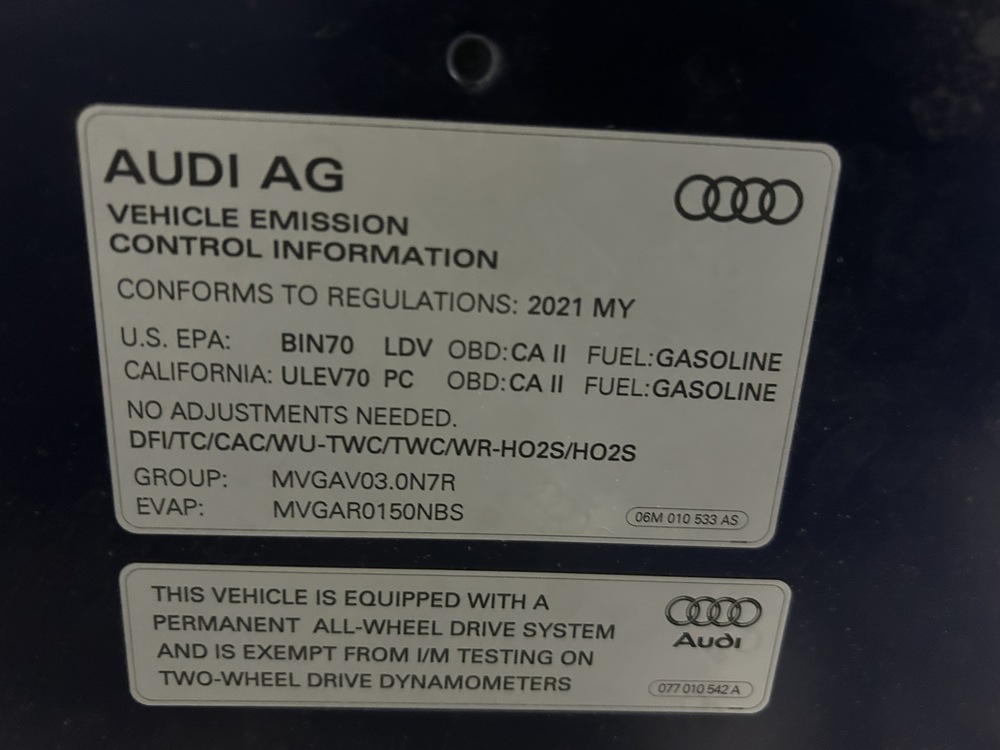 AUDI AG
VEHICLE EMISSION
CONTROL INFORMATION
CONFORMS TO REGULATIONS: 2021 MY
U.S. EPA: BIN70 LDV OBD:CA II FUEL:GASOLINE
CALIFORNIA: ULEV70 PC OBD:CA II FUEL:GASOLINE
NO ADJUSTMENTS NEEDED.
DFI/TC/CAC/WU-TWC/TWC/WR-HO2S/HO2S
GROUP: MVGAV03.0N7R
EVAP: MVGAR0150NBS
06M 010 533 AS
THIS VEHICLE IS EQUIPPED WITH A
PERMANENT ALL-WHEEL DRIVE SYSTEM
AND IS EXEMPT FROM I/M TESTING ON
TWO-WHEEL DRIVE DYNAMOMETERS
Audi
077 010 542 A